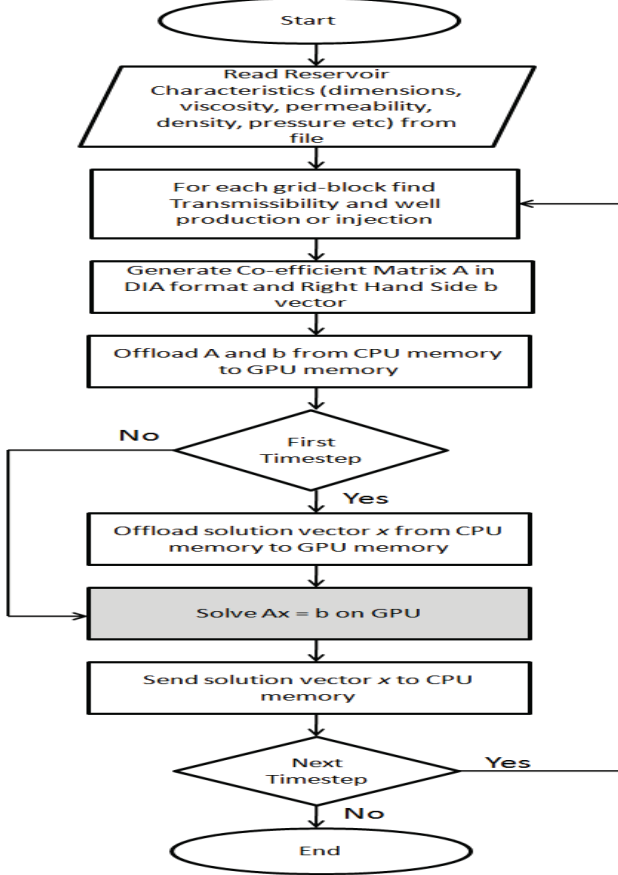 Start
Read Reservoir
Characteristics (dimensions,
viscosity, permeability,
density, pressure etc) from
file
For each grid-block find
Transmissibility and well
production or injection
Generate Co-efficient Matrix A in
DIA format and Right Hand Side b
vector
Offload A and b from CPU memory
to GPU memory
No
First
Timestep
Yes
Offload solution vector x from CPU
memory to GPU memory
Solve Ax = b on GPU
Send solution vector x to CPU
memory
Next
Timestep
Yes
No
End